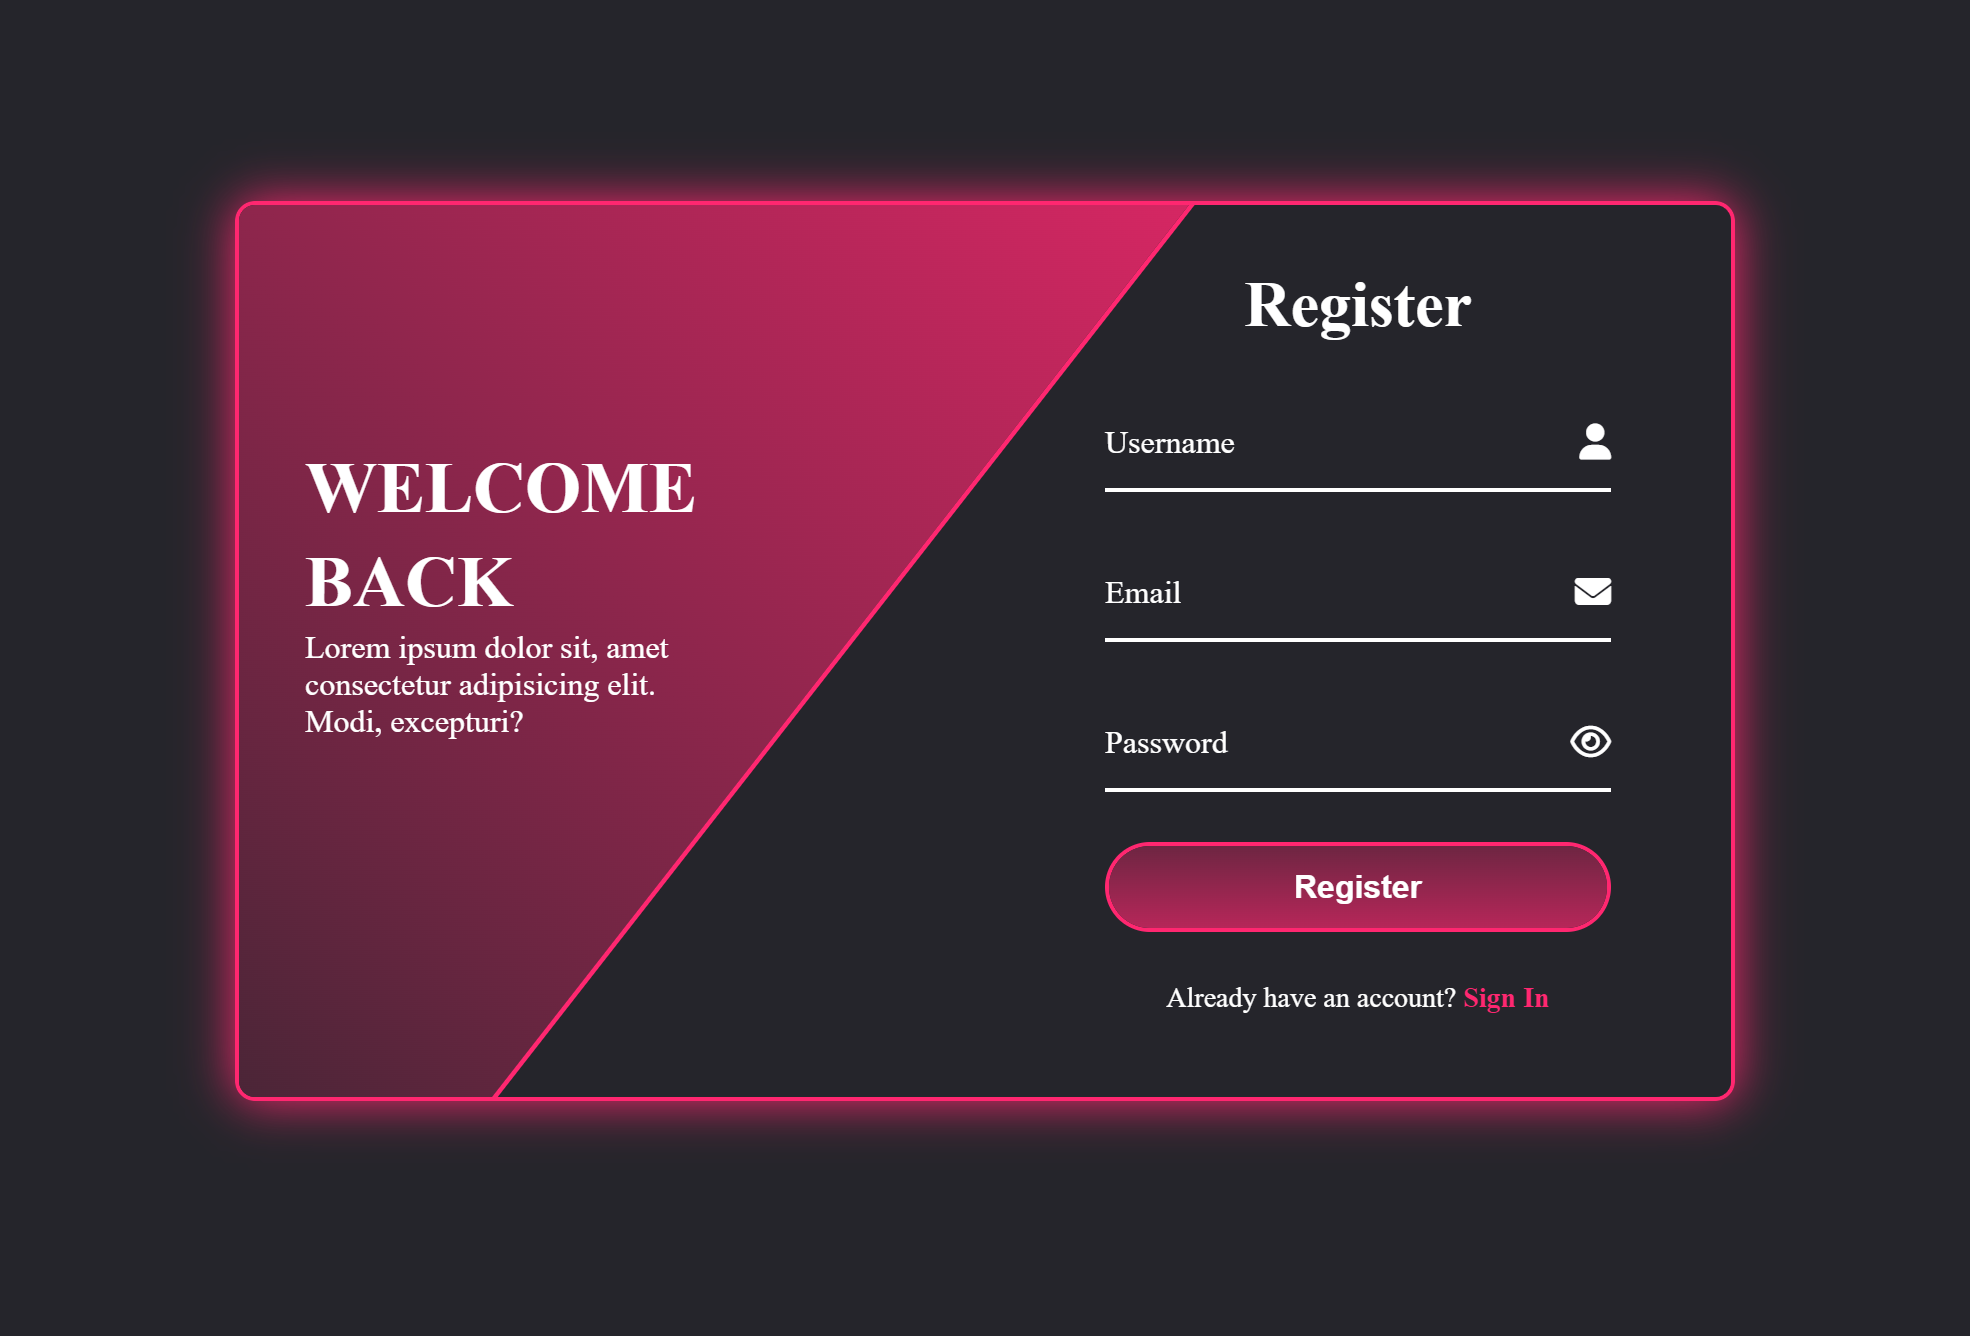 WELCOME
BACK
Lorem ipsum dolor sit, amet
consectetur adipisicing elit.
Modi, excepturi?
Register
Username
Email
Password
Register
Already have an account? Sign In